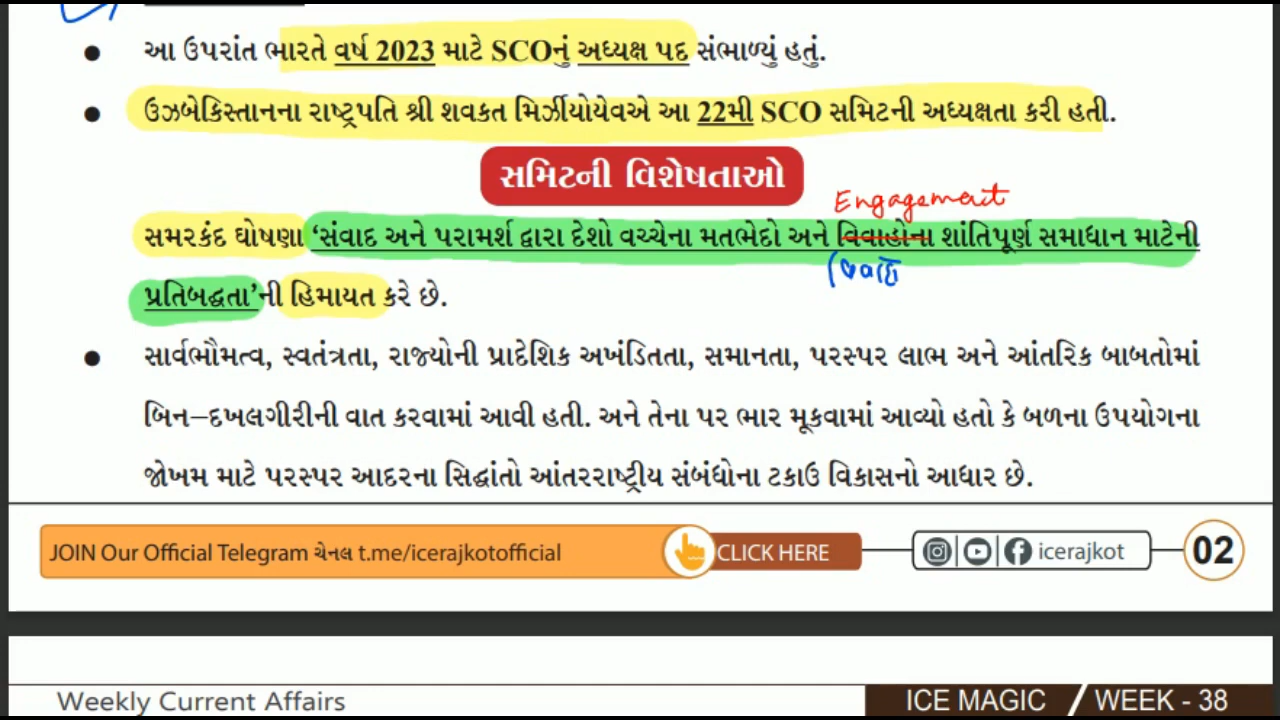 આ ઉપરાંત ભારતે વર્ષ 2023 માટે SCOનું અધ્યક્ષ પદ સંભાળ્યું હતું.
ઉઝબેકિસ્તાનના રાષ્ટ્રપતિ શ્રી શવકત મિર્ઝીયોયેવએ આ 22મી SCO સમિટની અધ્યક્ષતા કરી હતી.
સમિટની વિશેષતાઓ
Engagement
સમરકંદ ઘોષણા ‘સંવાદ અને પરામર્શ દ્વારા દેશો વચ્ચેના મતભેદો અને વિવાહોના શાંતિપૂર્ણ સમાધાન માટેની
પ્રતિબદ્ધતા’ની હિમાયત કરે છે.
સાર્વભૌમત્વ, સ્વતંત્રતા, રાજ્યોની પ્રાદેશિક અખંડિતતા, સમાનતા, પરસ્પર લાભ અને આંતરિક બાબતોમાં
બિન–દખલગીરીની વાત કરવામાં આવી હતી. અને તેના પર ભાર મૂકવામાં આવ્યો હતો કે બળના ઉપયોગના
જોખમ માટે પરસ્પર આદરના સિદ્ધાંતો આંતરરાષ્ટ્રીય સંબંધોના ટકાઉ વિકાસનો આધાર છે.
JOIN Our Official Telegram ચેનલ t.me/icerajkotofficial CLICK HERE icerajkot 02
Weekly Current Affairs ICE MAGIC / WEEK - 38